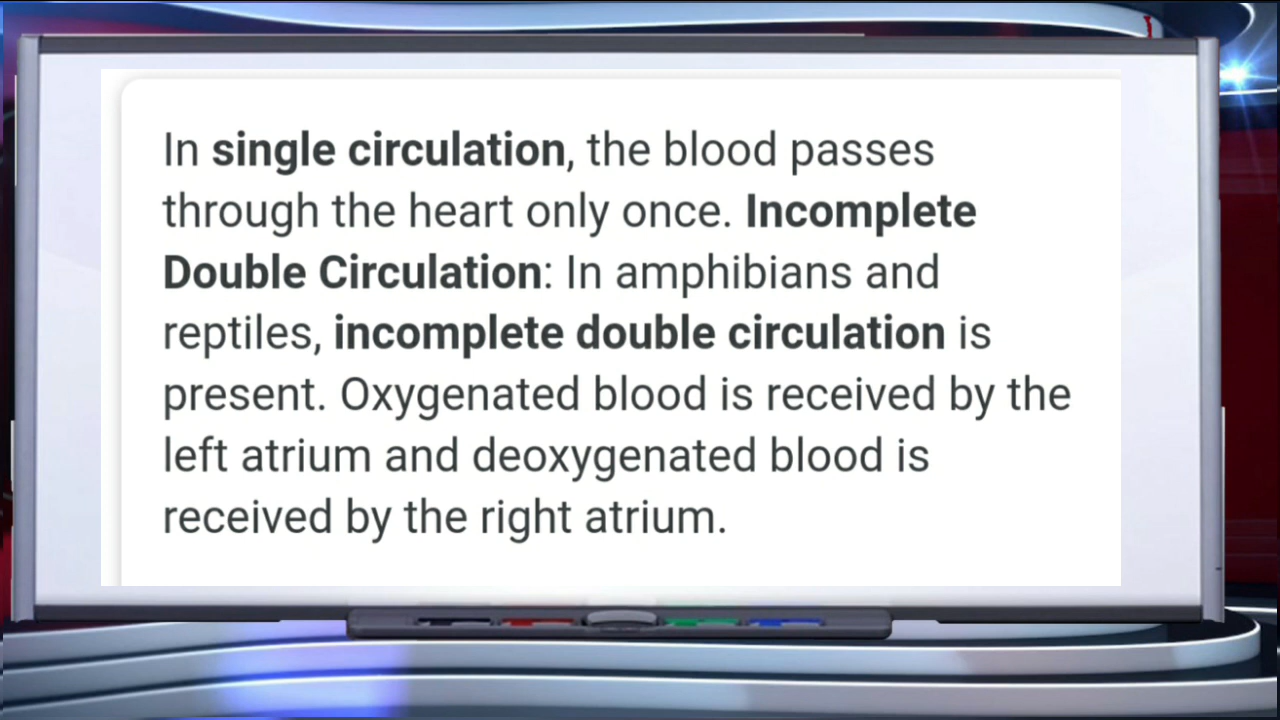 In single circulation, the blood passes
through the heart only once. Incomplete
Double Circulation: In amphibians and
reptiles, incomplete double circulation is
present. Oxygenated blood is received by the
left atrium and deoxygenated blood is
received by the right atrium.